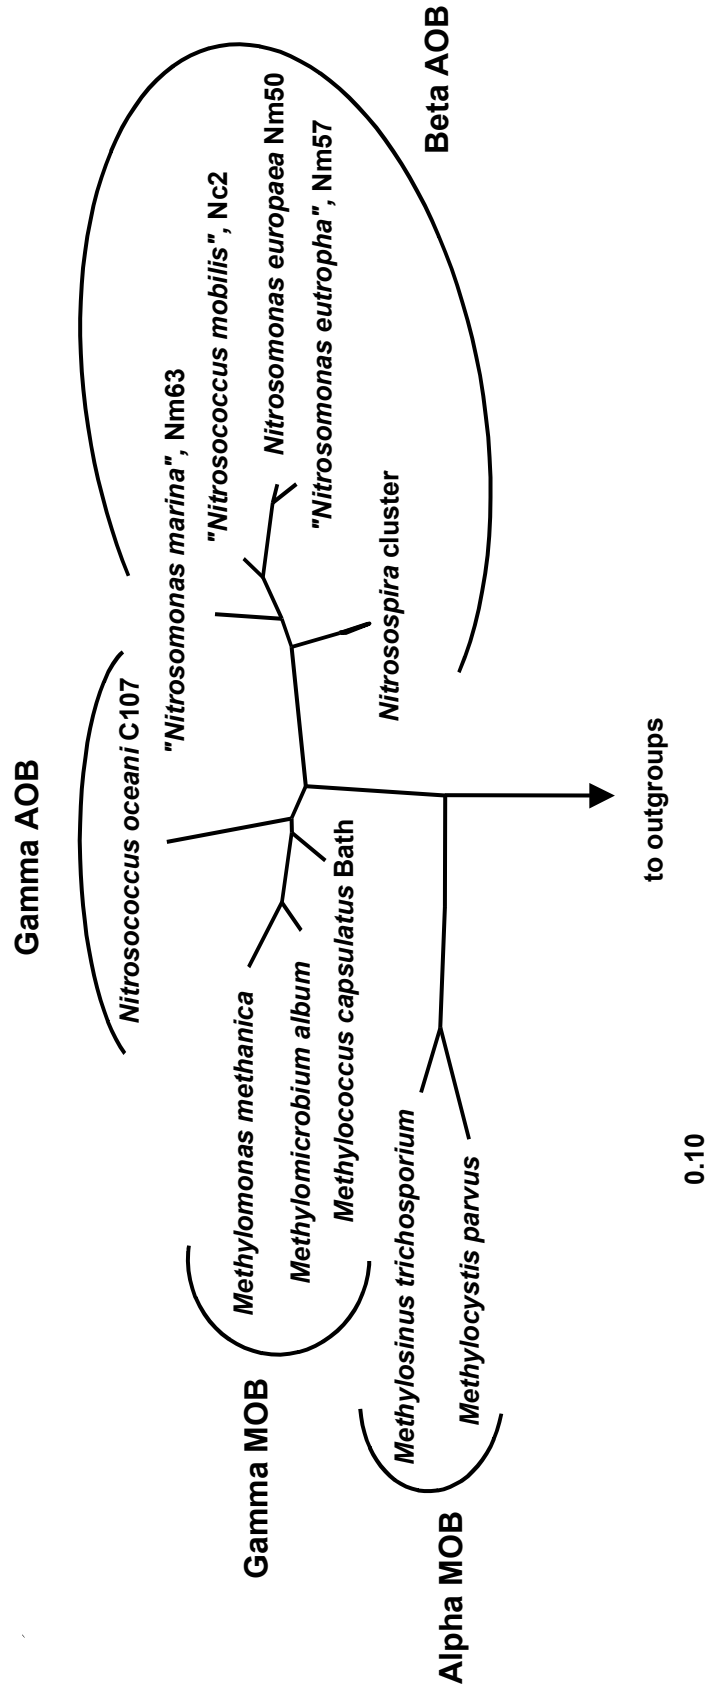 Gamma AOB
Nitrosococcus oceani C107
"Nitrosomonas marina", Nm63
"Nitrosococcus mobilis", Nc2
Nitrosomonas europaea Nm50
"Nitrosomonas eutropha", Nm57
Nitrosospira cluster
Beta AOB
Gamma MOB
Methylomonas methanica
Methylomicrobium album
Methylococcus capsulatus Bath
Alpha MOB
Methylosinus trichosporium
Methylocystis parvus
to outgroups
0.10